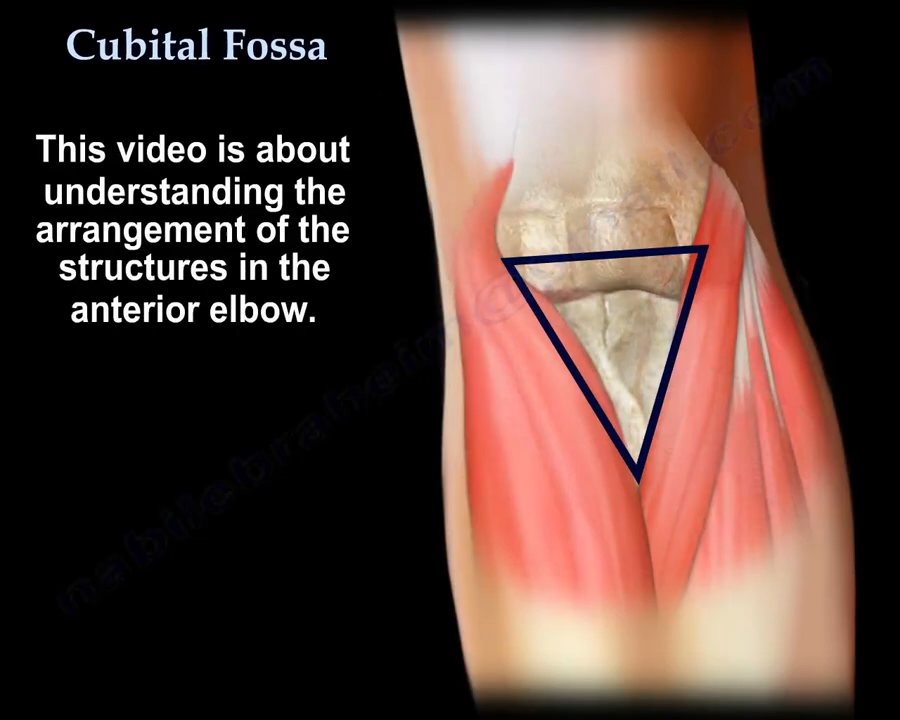 Cubital Fossa
This video is about
understanding the
arrangement of the
structures in the
anterior elbow.